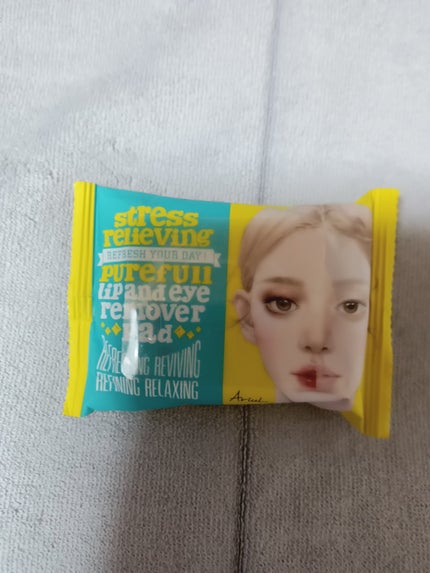 stress
relieving
REFRESH YOUR DAY!
PUREFULL
LIP and eye
remover
pad
REVIVING
REFINING RELAXING
Ariul